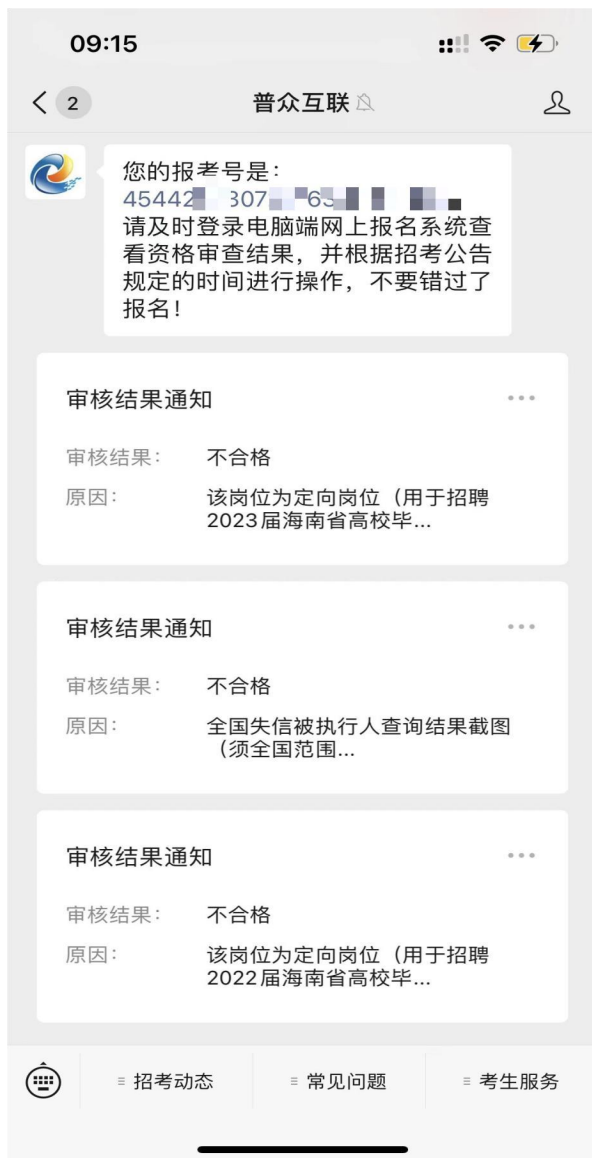 09:15
2
普众互联
您的报考号是：
45442 307 63
请及时登录电脑端网上报名系统查
看资格审查结果，并根据招考公告
规定的时间进行操作，不要错过了
报名！
审核结果通知
审核结果： 不合格
原因： 该岗位为定向岗位（用于招聘
2023届海南省高校毕...
审核结果通知
审核结果： 不合格
原因： 全国失信被执行人查询结果截图
（须全国范围...
审核结果通知
审核结果： 不合格
原因： 该岗位为定向岗位（用于招聘
2022届海南省高校毕...
招考动态 常见问题 考生服务